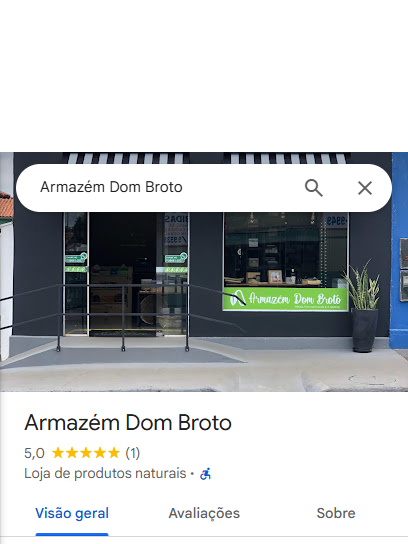 Armazém Dom Broto
Armazém Dom Broto
Armazém Dom Broto
5,0 ★★★★★ (1)
Loja de produtos naturais •
Visão geral
Avaliações
Sobre